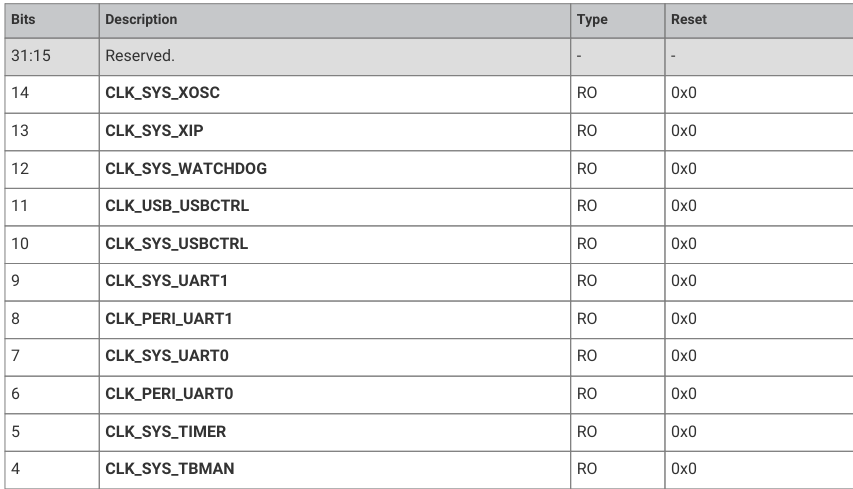 Bits Description Type Reset
31:15 Reserved. - -
14 CLK_SYS_XOSC RO 0x0
13 CLK_SYS_XIP RO 0x0
12 CLK_SYS_WATCHDOG RO 0x0
11 CLK_USB_USBCTRL RO 0x0
10 CLK_SYS_USBCTRL RO 0x0
9 CLK_SYS_UART1 RO 0x0
8 CLK_PERI_UART1 RO 0x0
7 CLK_SYS_UART0 RO 0x0
6 CLK_PERI_UART0 RO 0x0
5 CLK_SYS_TIMER RO 0x0
4 CLK_SYS_TBMAN RO 0x0